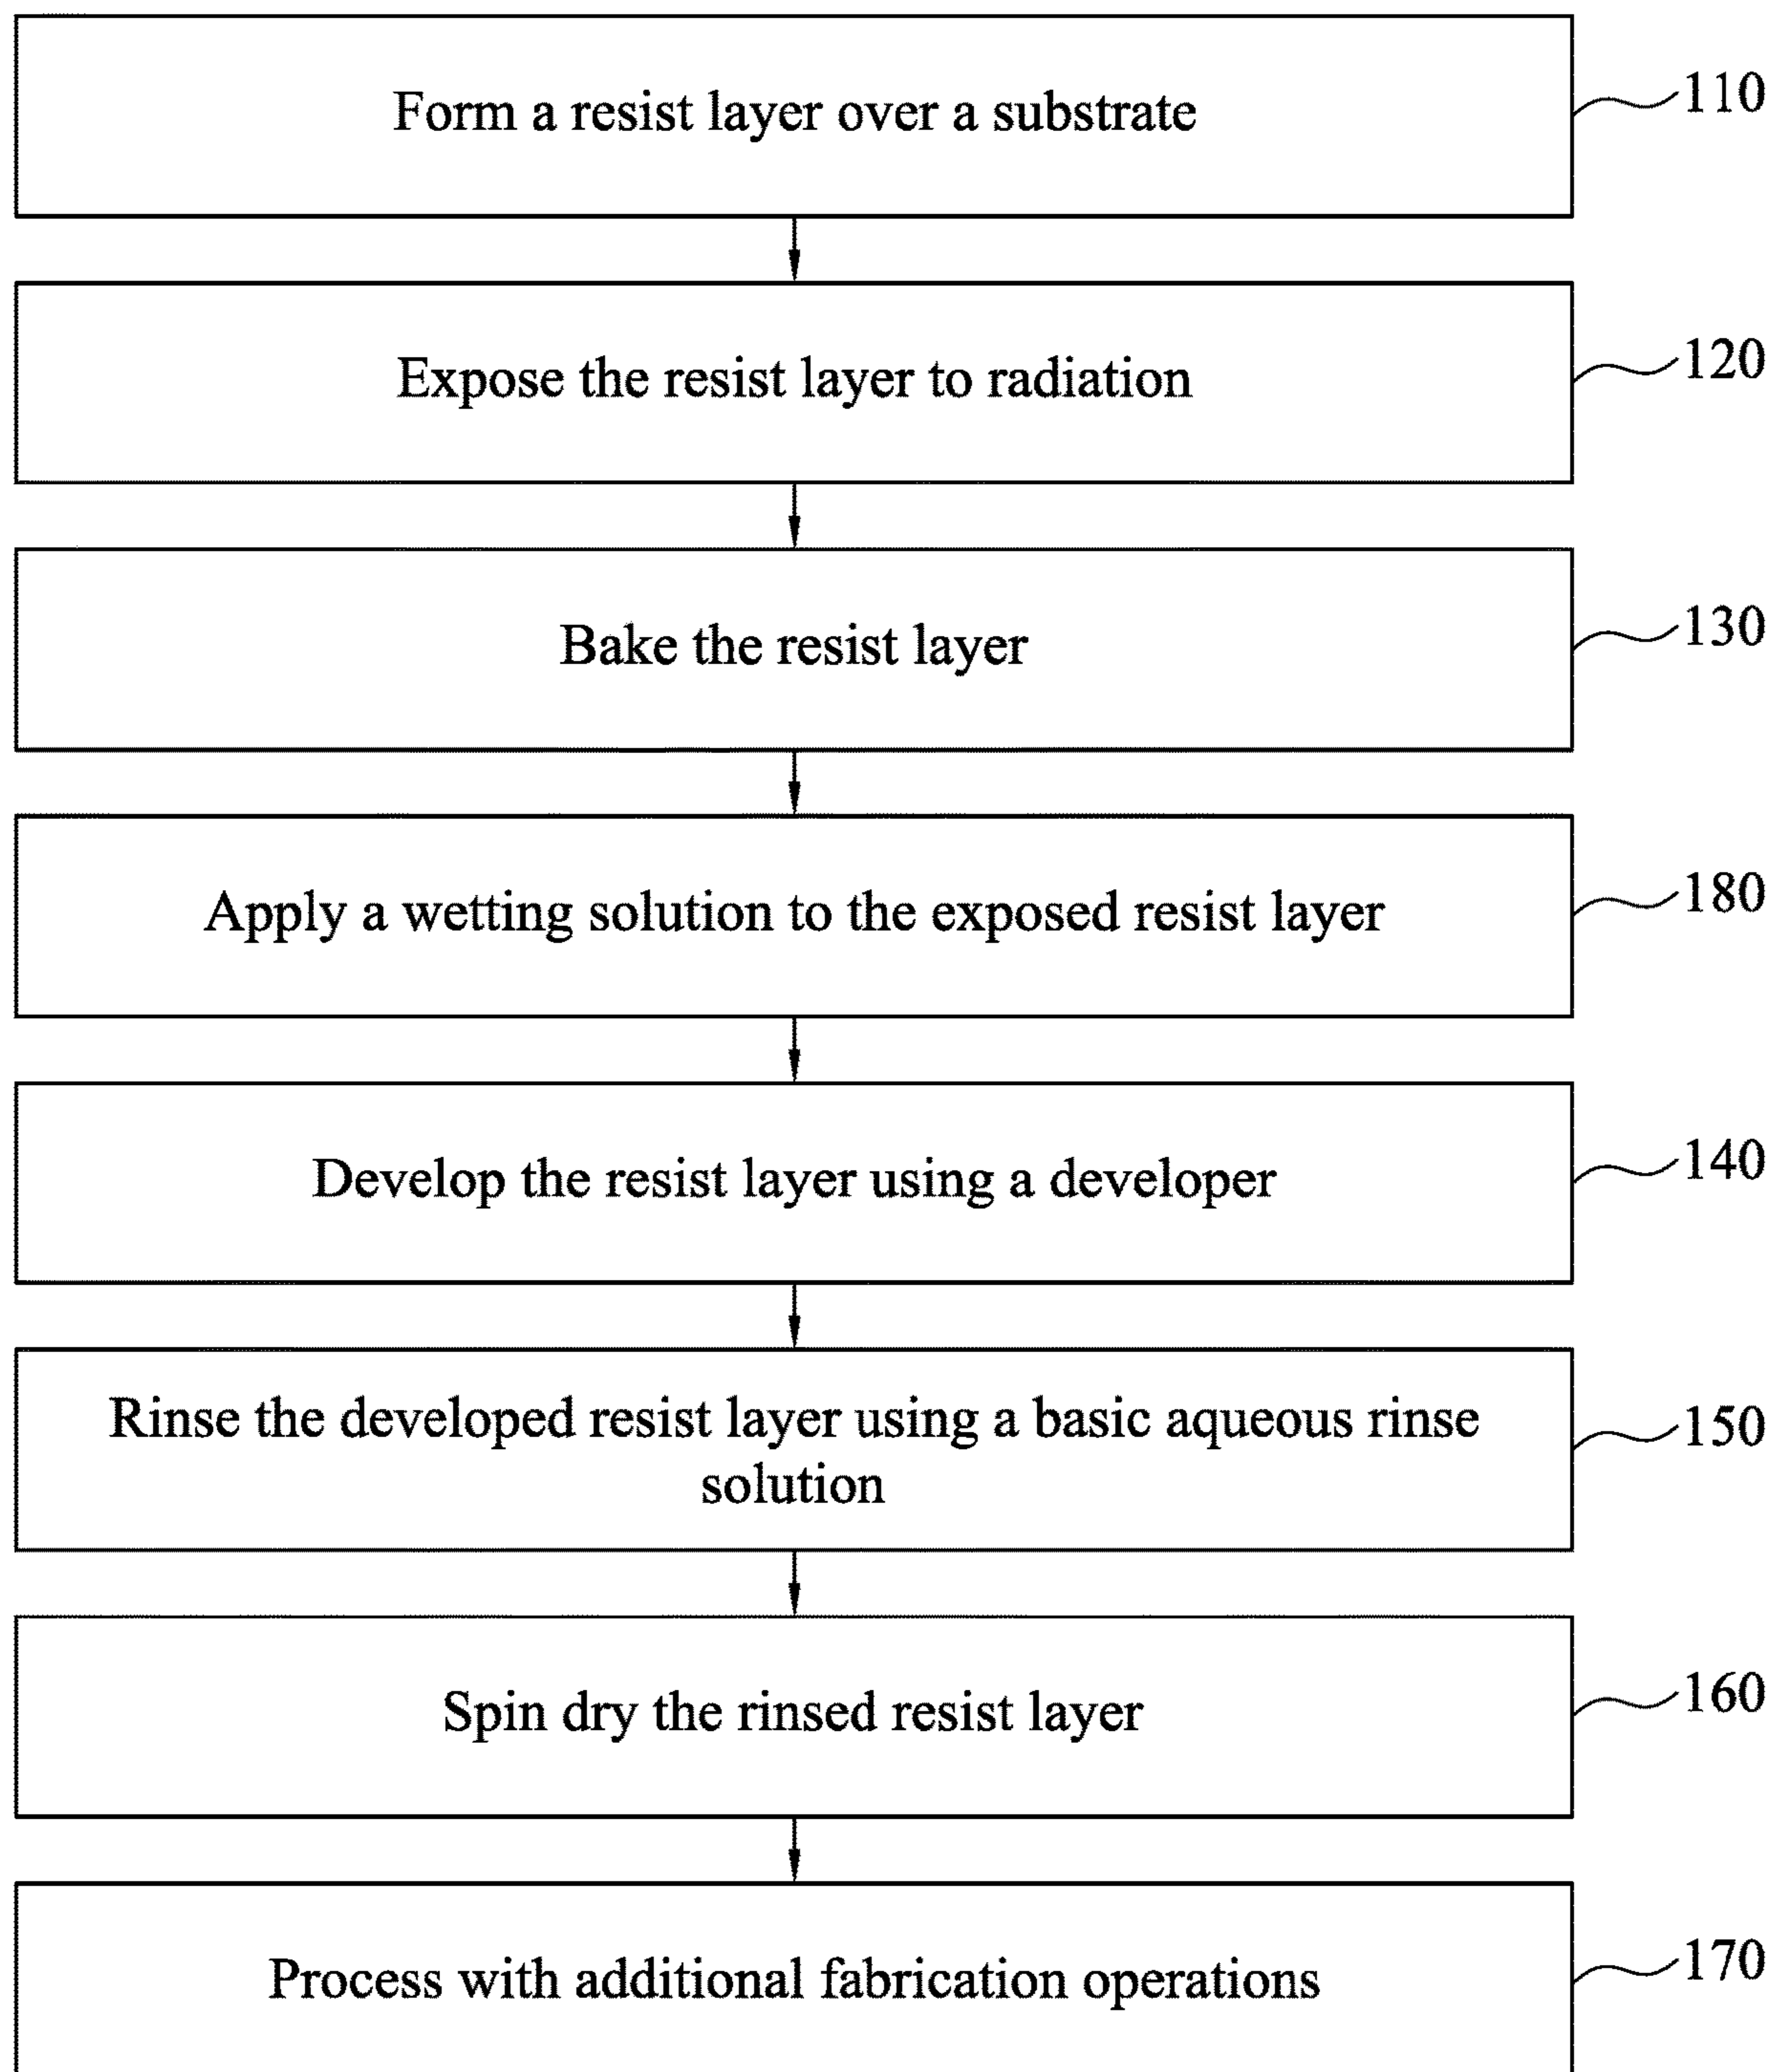 Form a resist layer over a substrate
110
Expose the resist layer to radiation
120
Bake the resist layer
130
Apply a wetting solution to the exposed resist layer
180
Develop the resist layer using a developer
140
Rinse the developed resist layer using a basic aqueous rinse
solution
150
Spin dry the rinsed resist layer
160
Process with additional fabrication operations
170